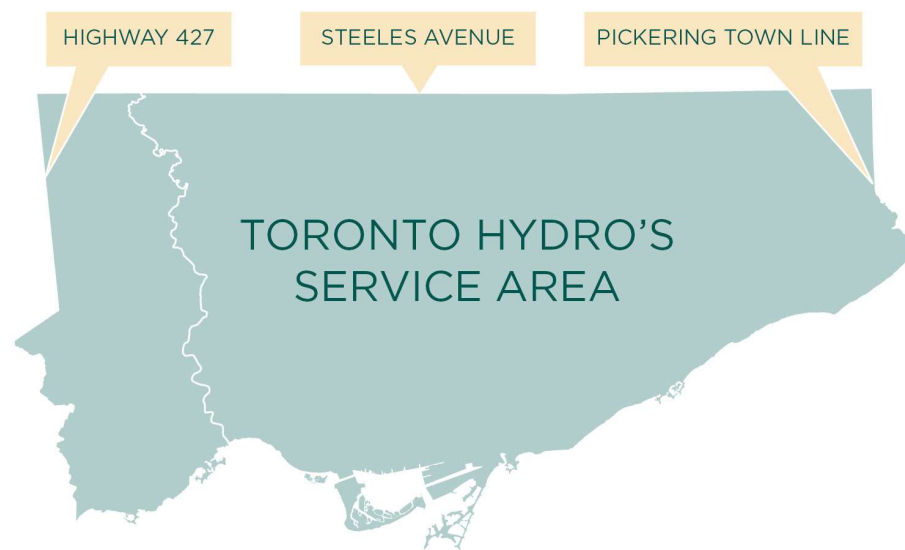 HIGHWAY 427
STEELES AVENUE
PICKERING TOWN LINE
TORONTO HYDRO’S
SERVICE AREA